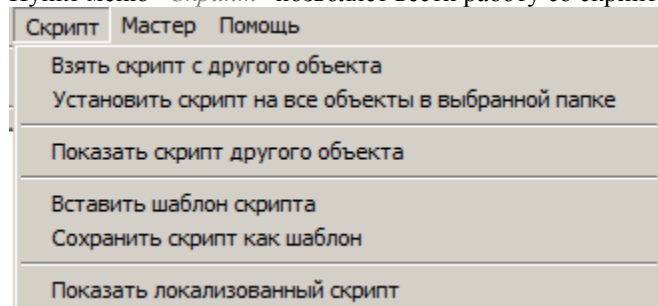 Скрипт Мастер Помощь
Взять скрипт с другого объекта
Установить скрипт на все объекты в выбранной папке
Показать скрипт другого объекта
Вставить шаблон скрипта
Сохранить скрипт как шаблон
Показать локализованный скрипт